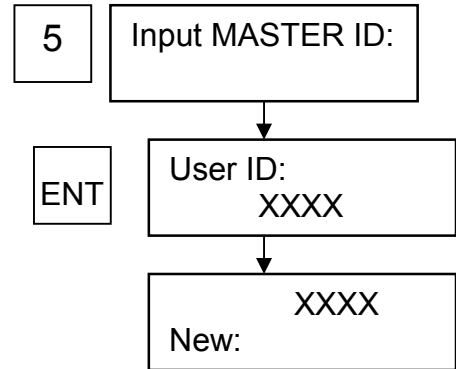 5
Input MASTER ID:
ENT
User ID:
XXXX
XXXX
New: